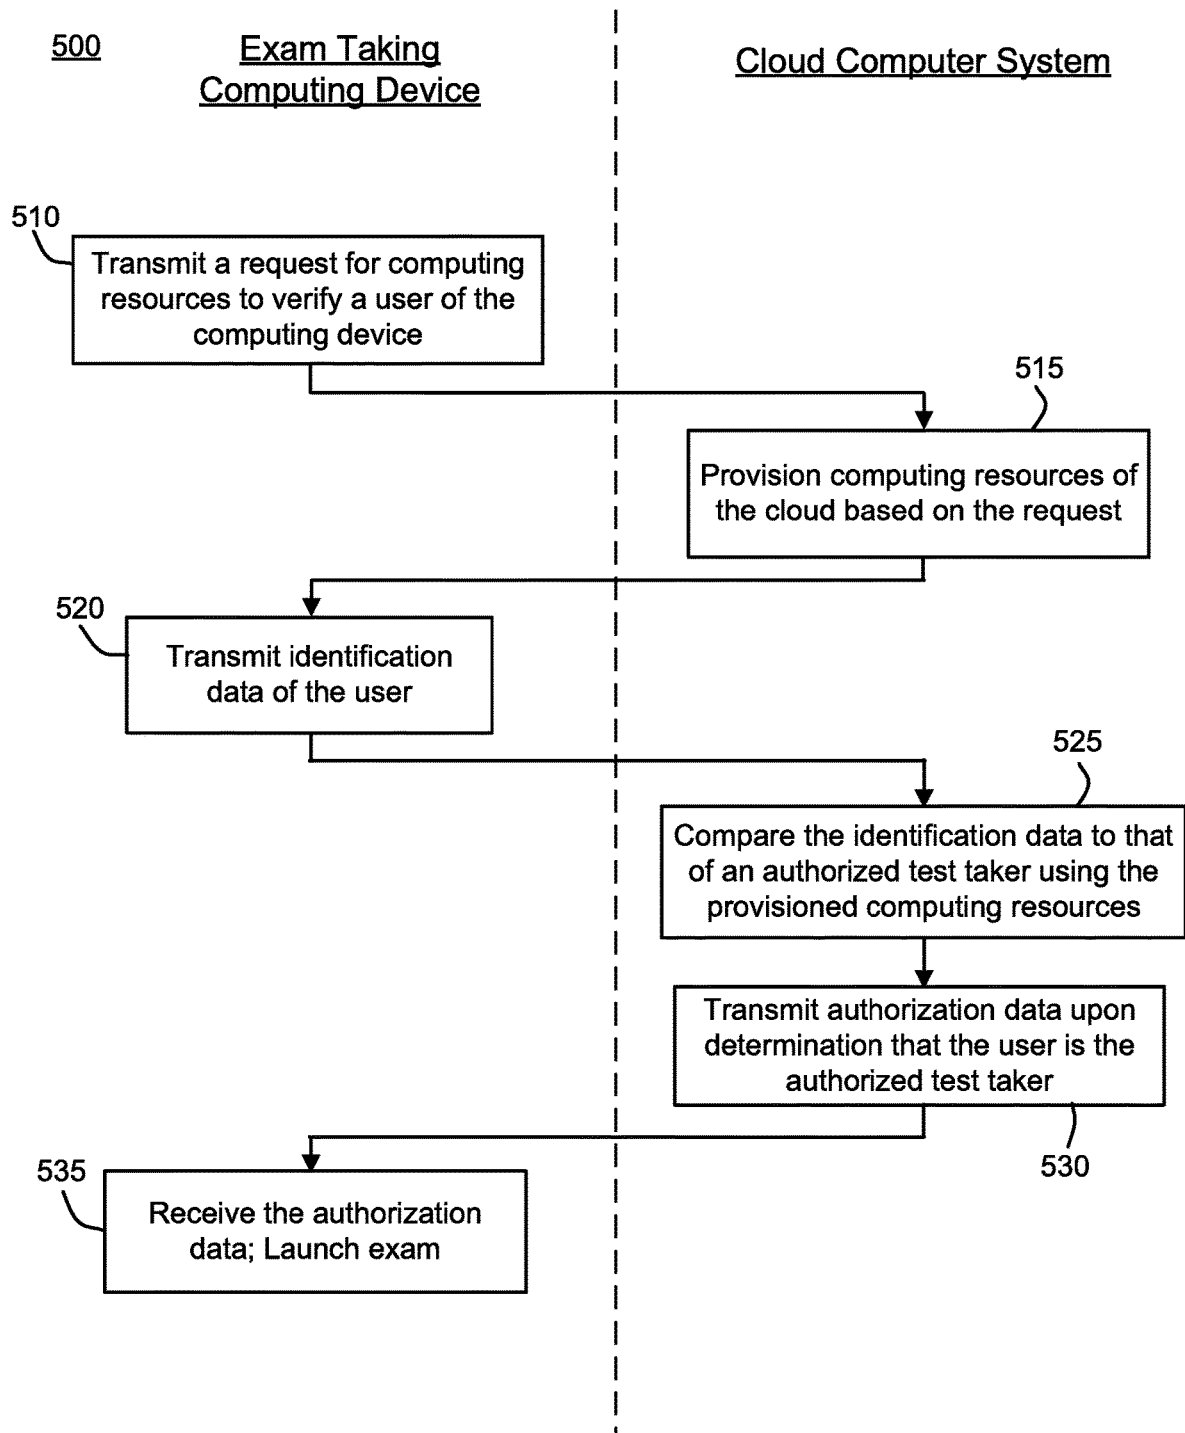 500
Exam Taking
Computing Device
Cloud Computer System
510
Transmit a request for computing
resources to verify a user of the
computing device
515
Provision computing resources of
the cloud based on the request
520
Transmit identification
data of the user
525
Compare the identification data to that
of an authorized test taker using the
provisioned computing resources
Transmit authorization data upon
determination that the user is the
authorized test taker
530
535
Receive the authorization
data; Launch exam